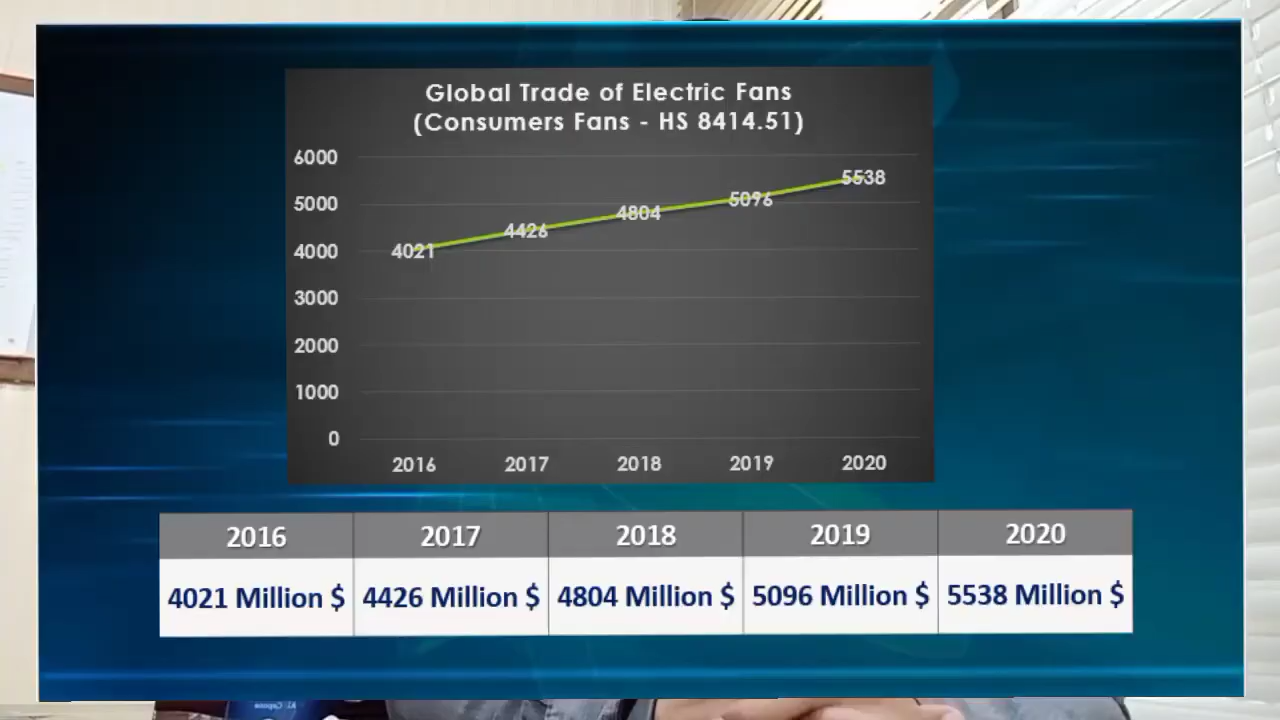 Global Trade of Electric Fans
(Consumers Fans - HS 8414.51)
6000
5000
4000
3000
2000
1000
0
4021
4426
4804
5096
5538
2016 2017 2018 2019 2020
2016 2017 2018 2019 2020
4021 Million $ 4426 Million $ 4804 Million $ 5096 Million $ 5538 Million $